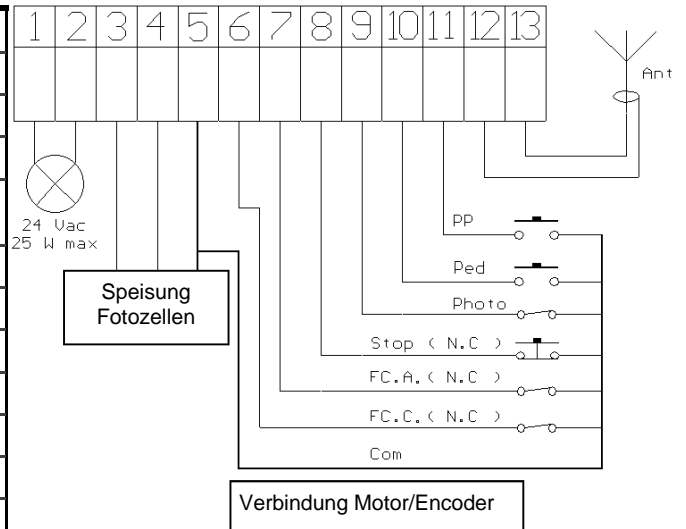 1 2 3 4 5 6 7 8 9 10 11 12 13
Ant
24 Vac
25 W max
Speisung
Fotozellen
PP
Ped
Photo
Stop ( N.C )
FC.A. ( N.C )
FC.C. ( N.C )
Com
Verbindung Motor/Encoder